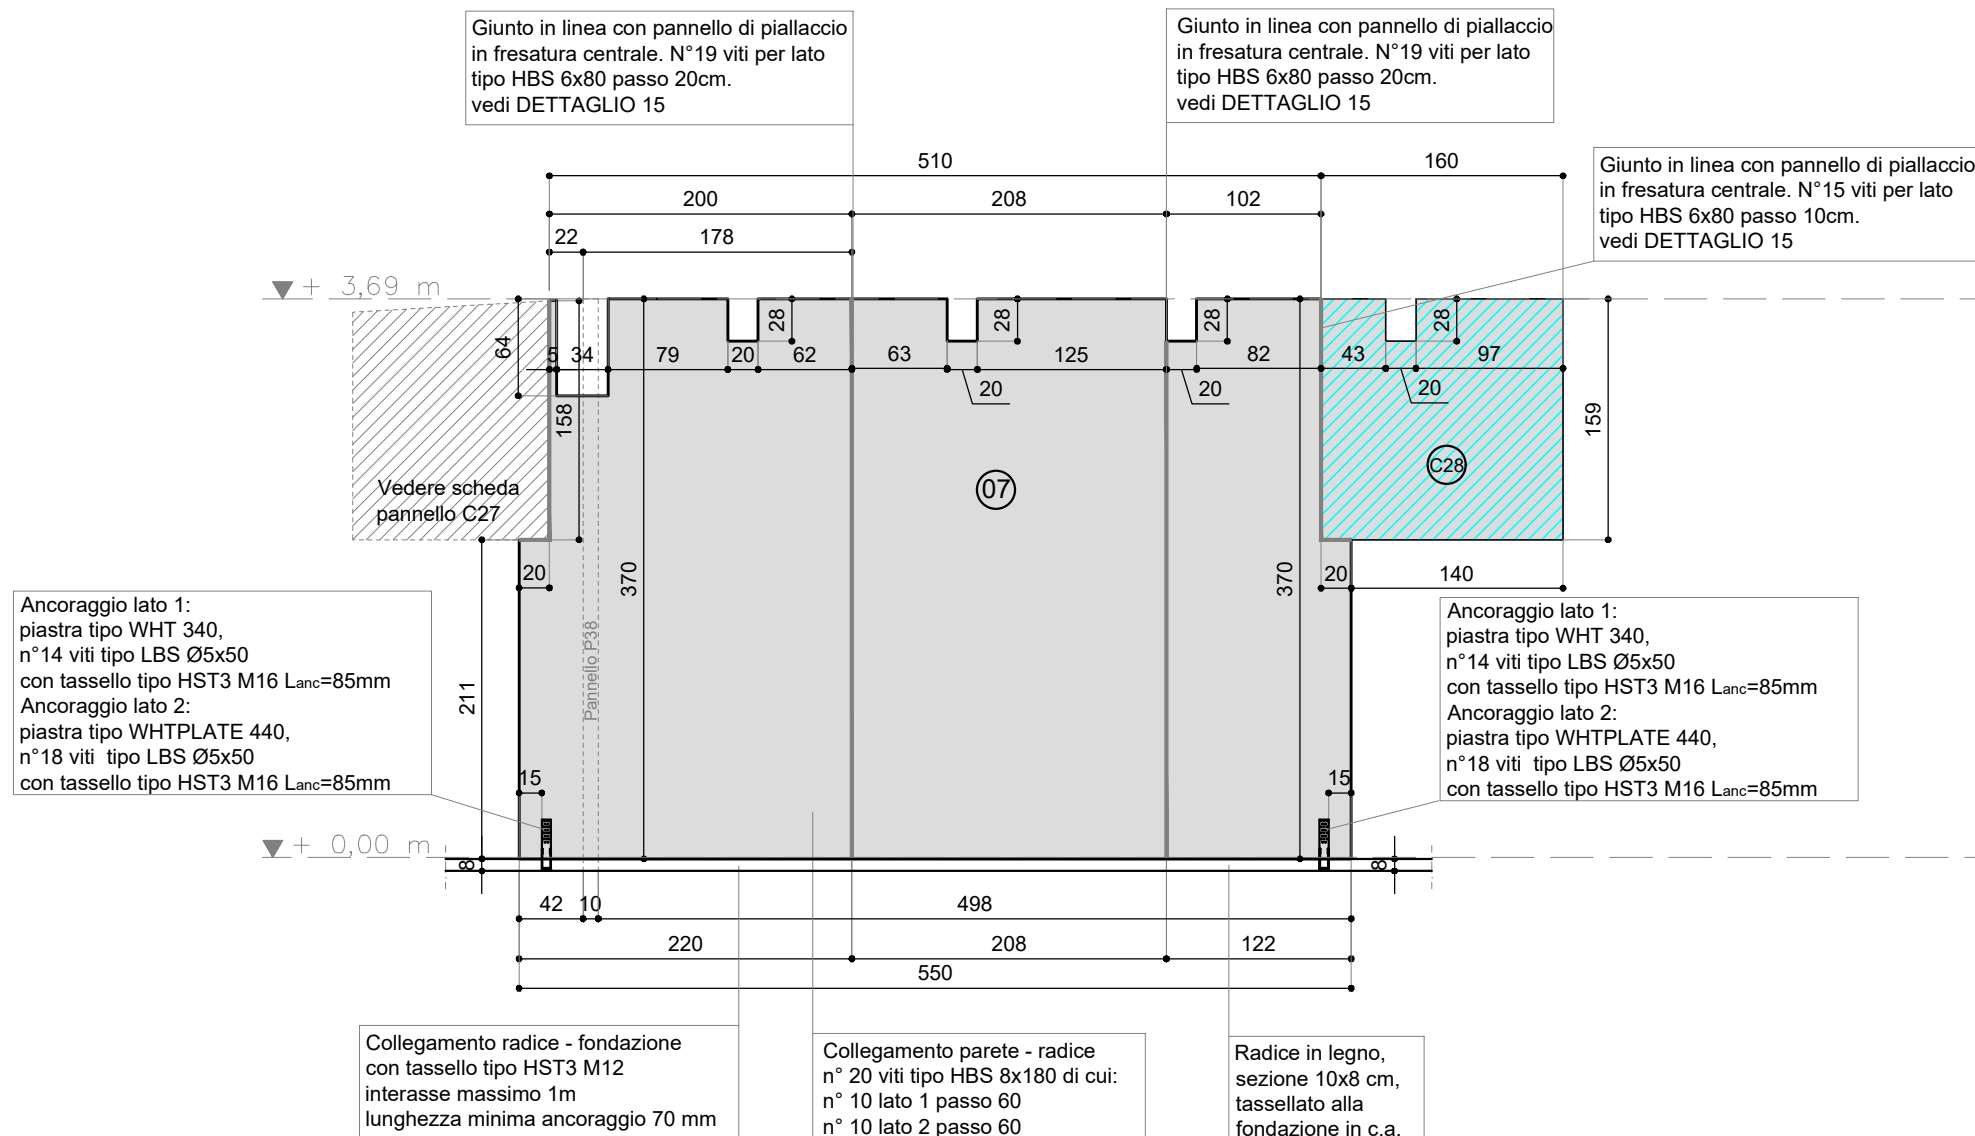 Giunto in linea con pannello di piallaccio
in fresatura centrale. N°19 viti per lato
tipo HBS 6x80 passo 20cm.
vedi DETTAGLIO 15
Giunto in linea con pannello di piallaccio
in fresatura centrale. N°19 viti per lato
tipo HBS 6x80 passo 20cm.
vedi DETTAGLIO 15
Giunto in linea con pannello di piallaccio
in fresatura centrale. N°15 viti per lato
tipo HBS 6x80 passo 10cm.
vedi DETTAGLIO 15
510 160
200 208 102
22 178
+ 3,69 m
64
28 28 28 28
5 34 79 20 62 63 125 82 43 97
20 20 20
158
159
C28
07
Vedere scheda
pannello C27
20 370 370 20 140
Ancoraggio lato 1:
piastra tipo WHT 340,
n°14 viti tipo LBS Ø5x50
con tassello tipo HST3 M16 Lanc=85mm
Ancoraggio lato 2:
piastra tipo WHTPLATE 440,
n°18 viti  tipo LBS Ø5x50
con tassello tipo HST3 M16 Lanc=85mm
211
Pannello P38
Ancoraggio lato 1:
piastra tipo WHT 340,
n°14 viti tipo LBS Ø5x50
con tassello tipo HST3 M16 Lanc=85mm
Ancoraggio lato 2:
piastra tipo WHTPLATE 440,
n°18 viti  tipo LBS Ø5x50
con tassello tipo HST3 M16 Lanc=85mm
15 15
+ 0,00 m
8 8
42 10 498
220 208 122
550
Collegamento radice - fondazione
con tassello tipo HST3 M12
interasse massimo 1m
lunghezza minima ancoraggio 70 mm
Collegamento parete - radice
n° 20 viti tipo HBS 8x180 di cui:
n° 10 lato 1 passo 60
n° 10 lato 2 passo 60
Radice in legno,
sezione 10x8 cm,
tassellato alla
fondazione in c.a.